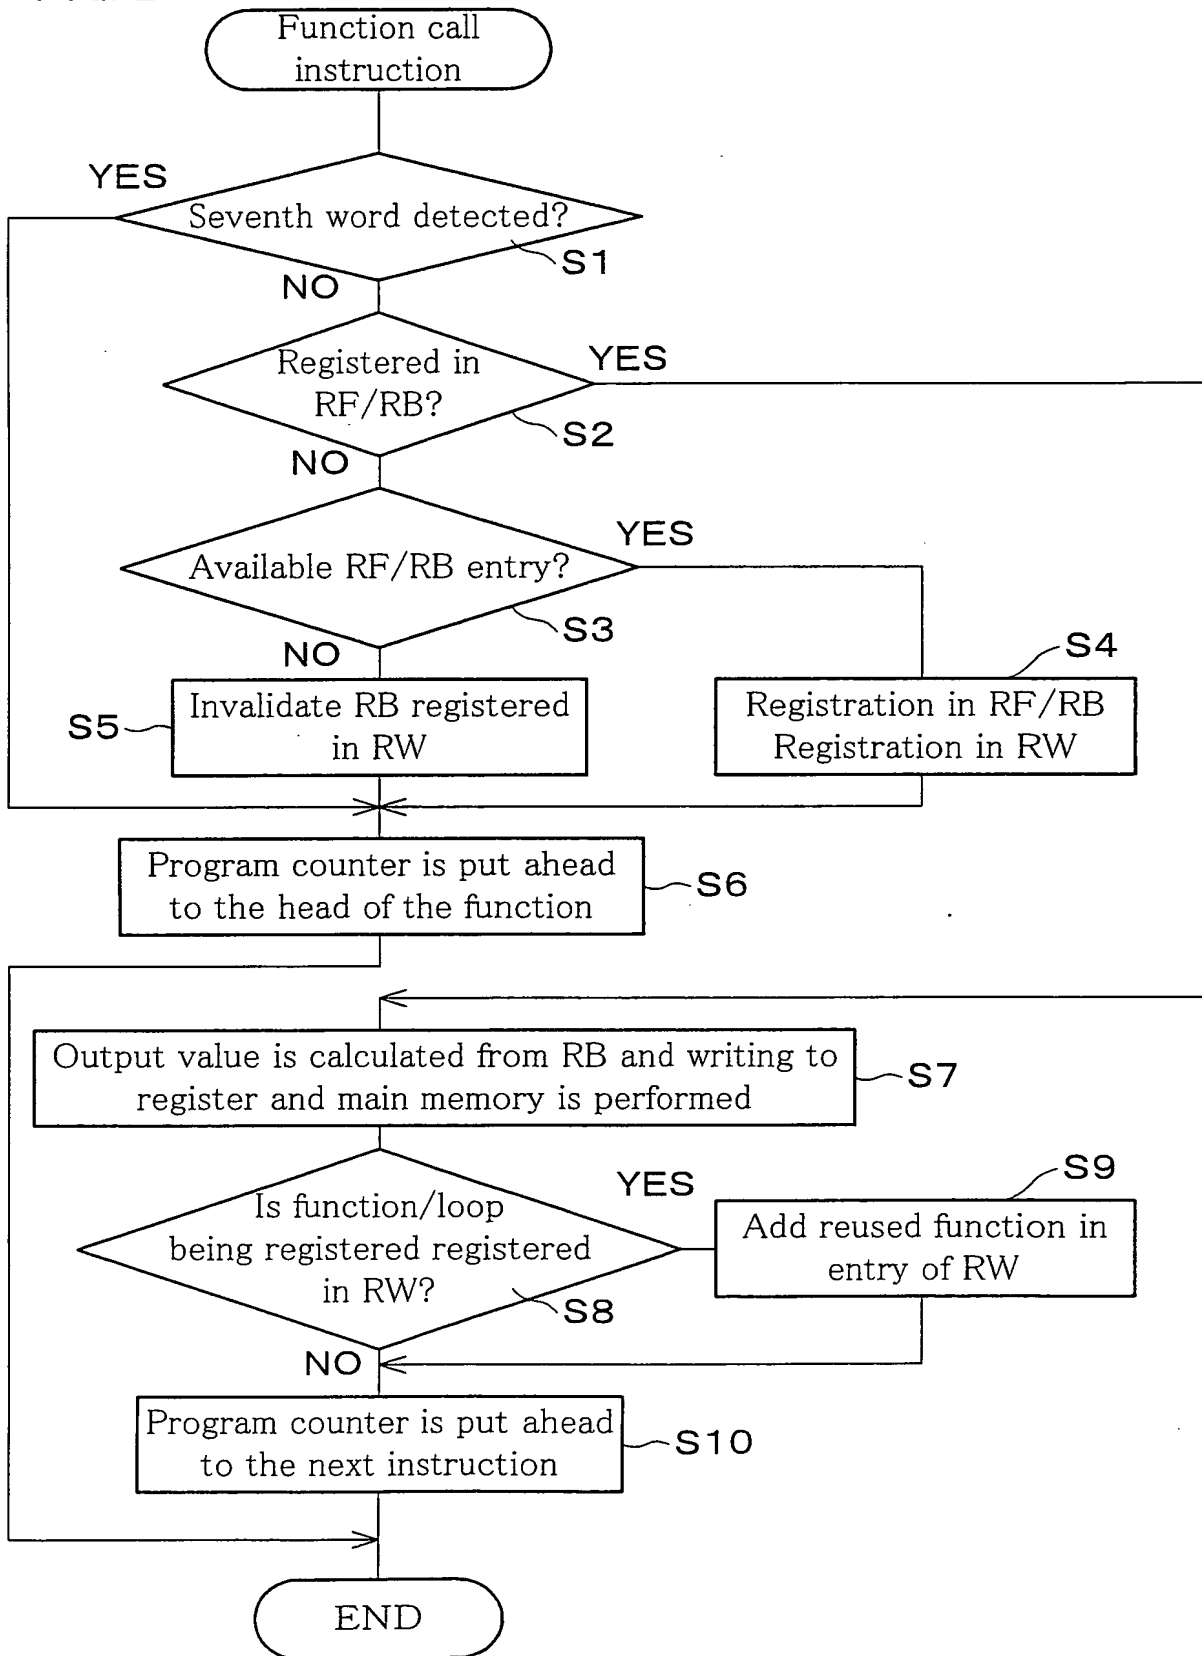 Function call
instruction
YES
Seventh word detected?
S1
NO
Registered in
RF/RB?
YES
S2
NO
YES
Available RF/RB entry?
S3
NO
S4
S5
Invalidate RB registered
in RW
Registration in RF/RB
Registration in RW
Program counter is put ahead
to the head of the function
S6
Output value is calculated from RB and writing to
register and main memory is performed
S7
Is function/loop
being registered registered
in RW?
YES
S8
S9
Add reused function in
entry of RW
NO
Program counter is put ahead
to the next instruction
S10
END